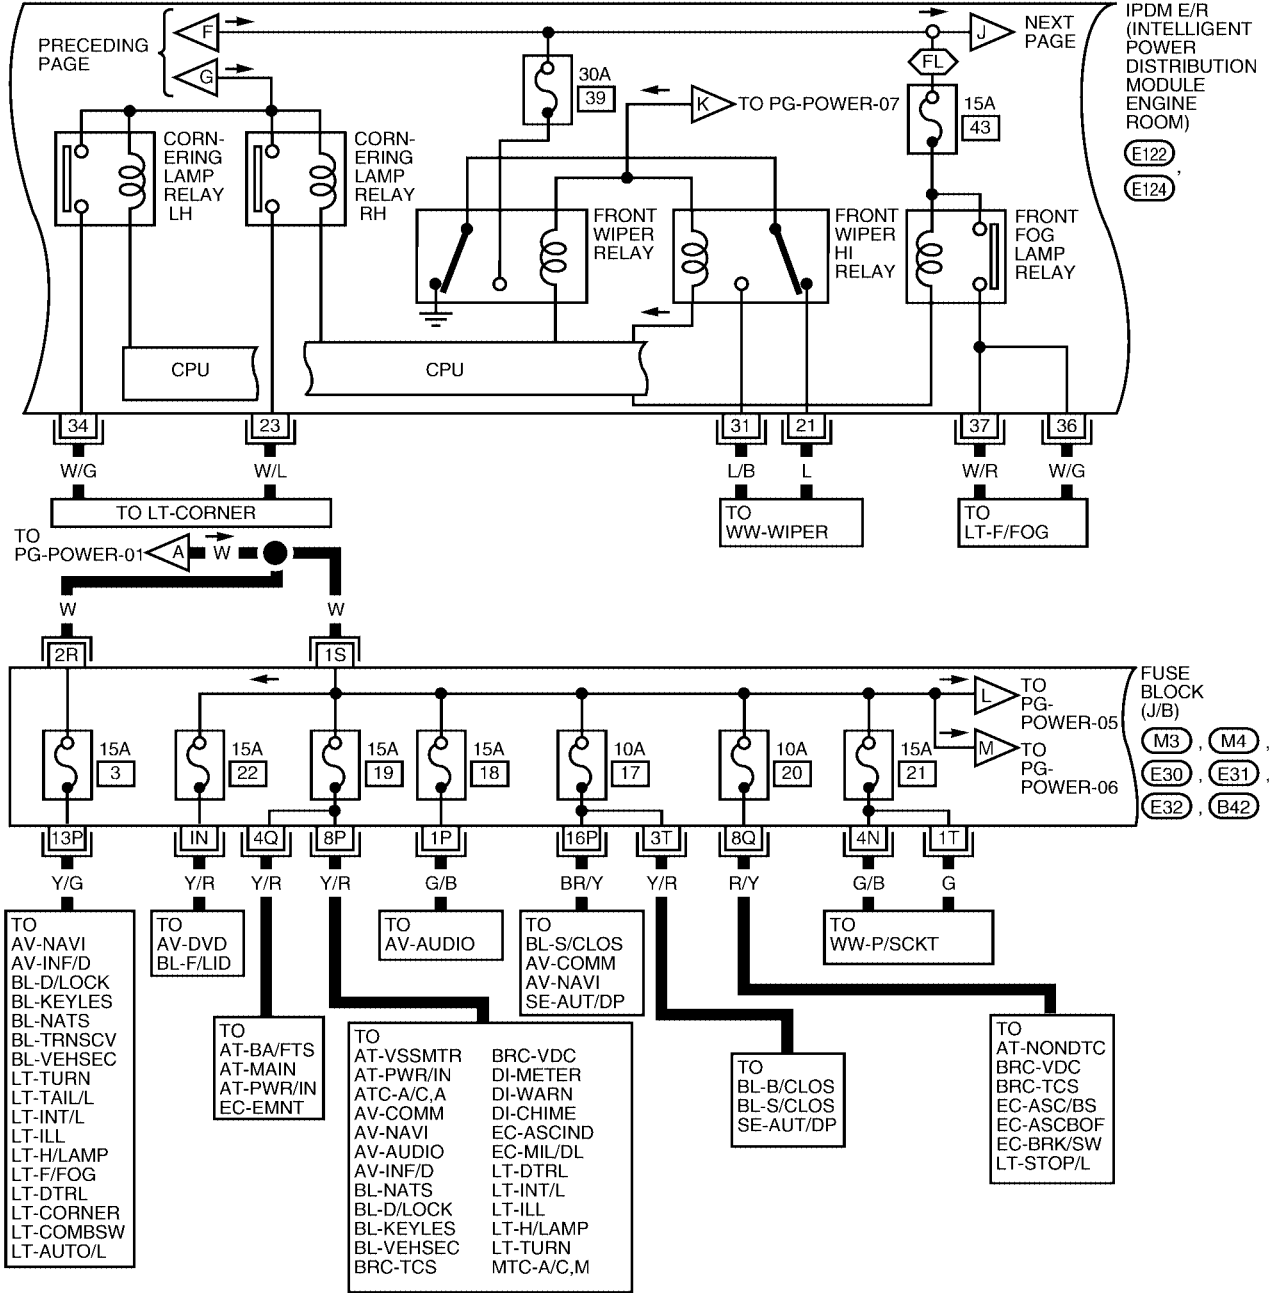 PRECEDING
PAGE
F
G
J
NEXT
PAGE
FL
30A
39
K
TO PG-POWER-07
15A
43
IPDM E/R
(INTELLIGENT
POWER
DISTRIBUTION
MODULE
ENGINE
ROOM)
E122
,
E124
CORN-
ERING
LAMP
RELAY
LH
CORN-
ERING
LAMP
RELAY
RH
FRONT
WIPER
RELAY
FRONT
WIPER
HI
RELAY
FRONT
FOG
LAMP
RELAY
CPU
CPU
34
23
31
21
37
36
W/G
W/L
L/B
L
W/R
W/G
TO LT-CORNER
TO
WW-WIPER
TO
LT-F/FOG
TO
PG-POWER-01
A
W
W
W
2R
1S
FUSE
BLOCK
(J/B)
M3 , M4 ,
E30 , E31 ,
E32 , B42
L
TO
PG-
POWER-05
M
TO
PG-
POWER-06
15A
3
15A
22
15A
19
15A
18
10A
17
10A
20
15A
21
13P
IN
4Q
8P
1P
16P
3T
8Q
4N
1T
Y/G
Y/R
Y/R
Y/R
G/B
BR/Y
Y/R
R/Y
G/B
G
TO
AV-NAVI
AV-INF/D
BL-D/LOCK
BL-KEYLES
BL-NATS
BL-TRNSCV
BL-VEHSEC
LT-TURN
LT-TAIL/L
LT-INT/L
LT-ILL
LT-H/LAMP
LT-F/FOG
LT-DTRL
LT-CORNER
LT-COMBSW
LT-AUTO/L
TO
AV-DVD
BL-F/LID
TO
AT-BA/FTS
AT-MAIN
AT-PWR/IN
EC-EMNT
TO
AT-VSSMTR
AT-PWR/IN
ATC-A/C,A
AV-COMM
AV-NAVI
AV-AUDIO
AV-INF/D
BL-NATS
BL-D/LOCK
BL-KEYLES
BL-VEHSEC
BRC-TCS
BRC-VDC
DI-METER
DI-WARN
DI-CHIME
EC-ASCIND
EC-MIL/DL
LT-DTRL
LT-INT/L
LT-ILL
LT-H/LAMP
LT-TURN
MTC-A/C,M
TO
AV-AUDIO
TO
BL-S/CLOS
AV-COMM
AV-NAVI
SE-AUT/DP
TO
BL-B/CLOS
BL-S/CLOS
SE-AUT/DP
TO
WW-P/SCKT
TO
AT-NONDTC
BRC-VDC
BRC-TCS
EC-ASC/BS
EC-ASCBOF
EC-BRK/SW
LT-STOP/L